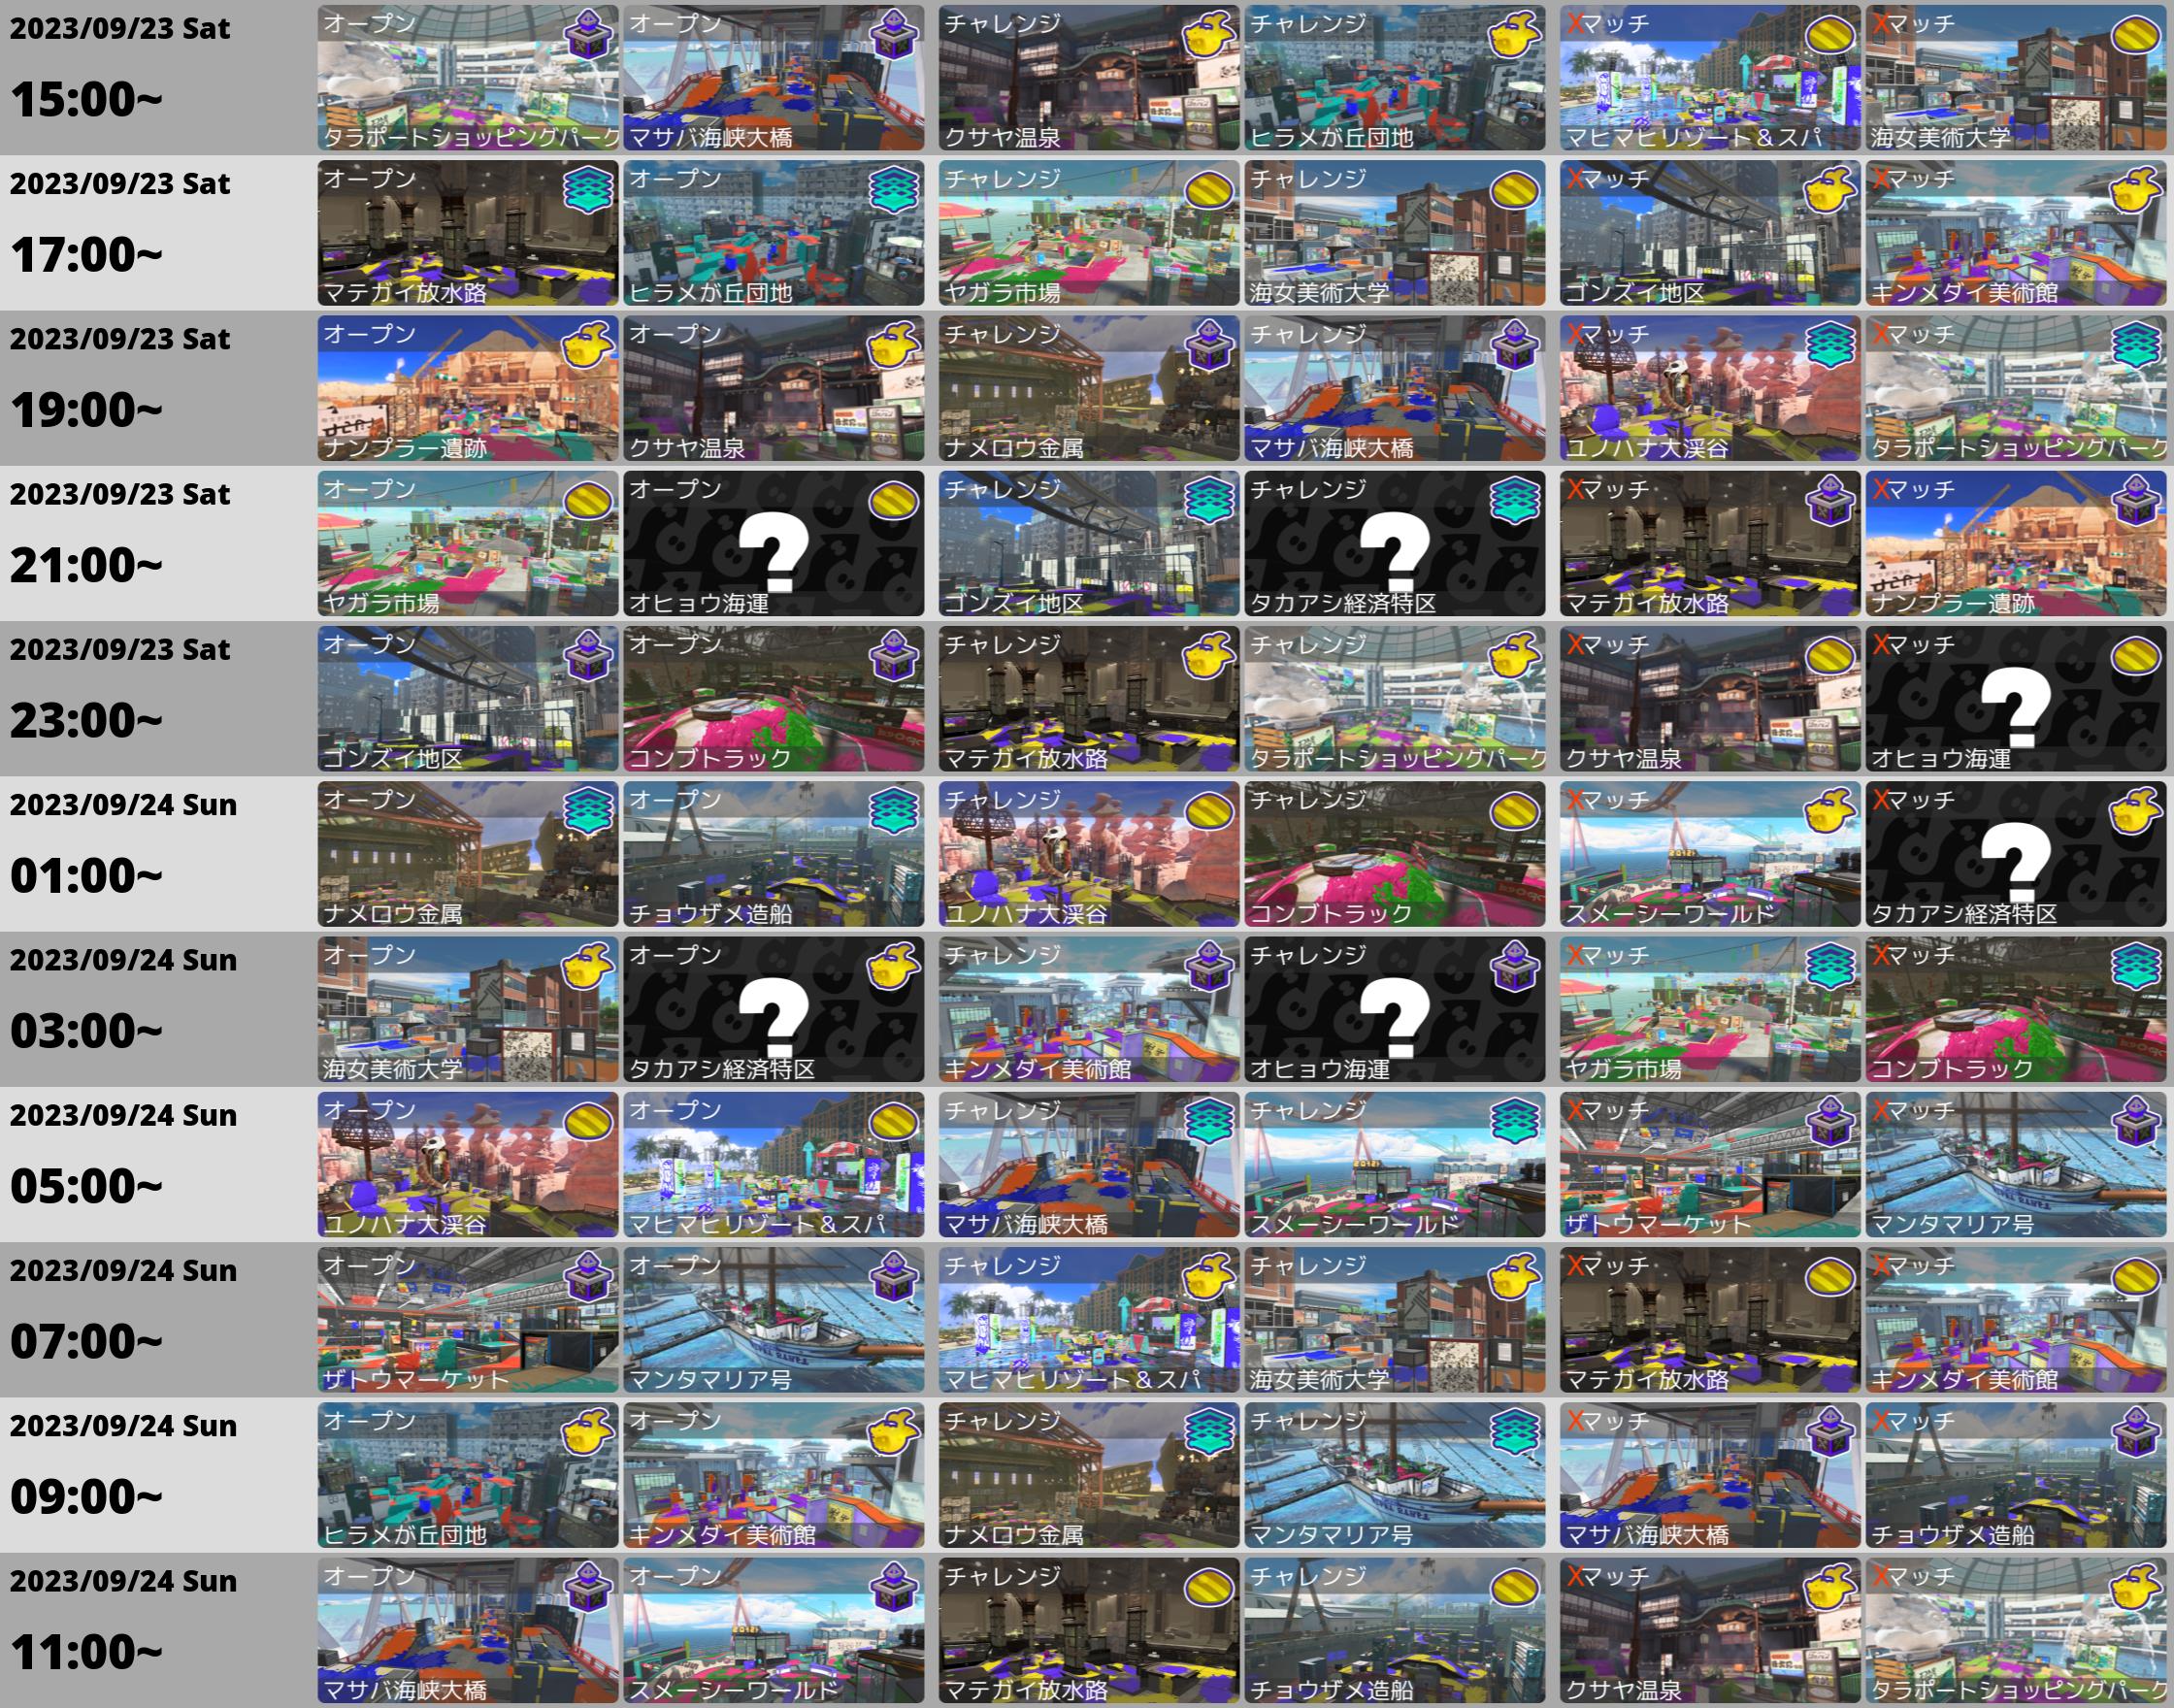 2023/09/23 Sat
15:00~
オープン
タラポートショッピングパーク
オープン
マサバ海峡大橋
チャレンジ
クサヤ温泉
チャレンジ
ヒラメが丘団地
Xマッチ
マヒマヒリゾート＆スパ
Xマッチ
海女美術大学
2023/09/23 Sat
17:00~
オープン
マテガイ放水路
オープン
ヒラメが丘団地
チャレンジ
ヤガラ市場
チャレンジ
海女美術大学
Xマッチ
ゴンズイ地区
Xマッチ
キンメダイ美術館
2023/09/23 Sat
19:00~
オープン
ナンプラー遺跡
オープン
クサヤ温泉
チャレンジ
ナメロウ金属
チャレンジ
マサバ海峡大橋
Xマッチ
ユノハナ大渓谷
Xマッチ
タラポートショッピングパーク
2023/09/23 Sat
21:00~
オープン
ヤガラ市場
オープン
?
オヒョウ海運
チャレンジ
ゴンズイ地区
チャレンジ
?
タカアシ経済特区
Xマッチ
マテガイ放水路
Xマッチ
ナンプラー遺跡
2023/09/23 Sat
23:00~
オープン
ゴンズイ地区
オープン
コンブトラック
チャレンジ
マテガイ放水路
チャレンジ
タラポートショッピングパーク
Xマッチ
クサヤ温泉
Xマッチ
?
オヒョウ海運
2023/09/24 Sun
01:00~
オープン
ナメロウ金属
オープン
チョウザメ造船
チャレンジ
ユノハナ大渓谷
チャレンジ
コンブトラック
Xマッチ
スメーシーワールド
Xマッチ
?
タカアシ経済特区
2023/09/24 Sun
03:00~
オープン
海女美術大学
オープン
?
タカアシ経済特区
チャレンジ
キンメダイ美術館
チャレンジ
?
オヒョウ海運
Xマッチ
ヤガラ市場
Xマッチ
コンブトラック
2023/09/24 Sun
05:00~
オープン
ユノハナ大渓谷
オープン
マヒマヒリゾート＆スパ
チャレンジ
マサバ海峡大橋
チャレンジ
スメーシーワールド
Xマッチ
ザトウマーケット
Xマッチ
マンタマリア号
2023/09/24 Sun
07:00~
オープン
ザトウマーケット
オープン
マンタマリア号
チャレンジ
マヒマヒリゾート＆スパ
チャレンジ
海女美術大学
Xマッチ
マテガイ放水路
Xマッチ
キンメダイ美術館
2023/09/24 Sun
09:00~
オープン
ヒラメが丘団地
オープン
キンメダイ美術館
チャレンジ
ナメロウ金属
チャレンジ
マンタマリア号
Xマッチ
マサバ海峡大橋
Xマッチ
チョウザメ造船
2023/09/24 Sun
11:00~
オープン
マサバ海峡大橋
オープン
スメーシーワールド
チャレンジ
マテガイ放水路
チャレンジ
チョウザメ造船
Xマッチ
クサヤ温泉
Xマッチ
タラポートショッピングパーク